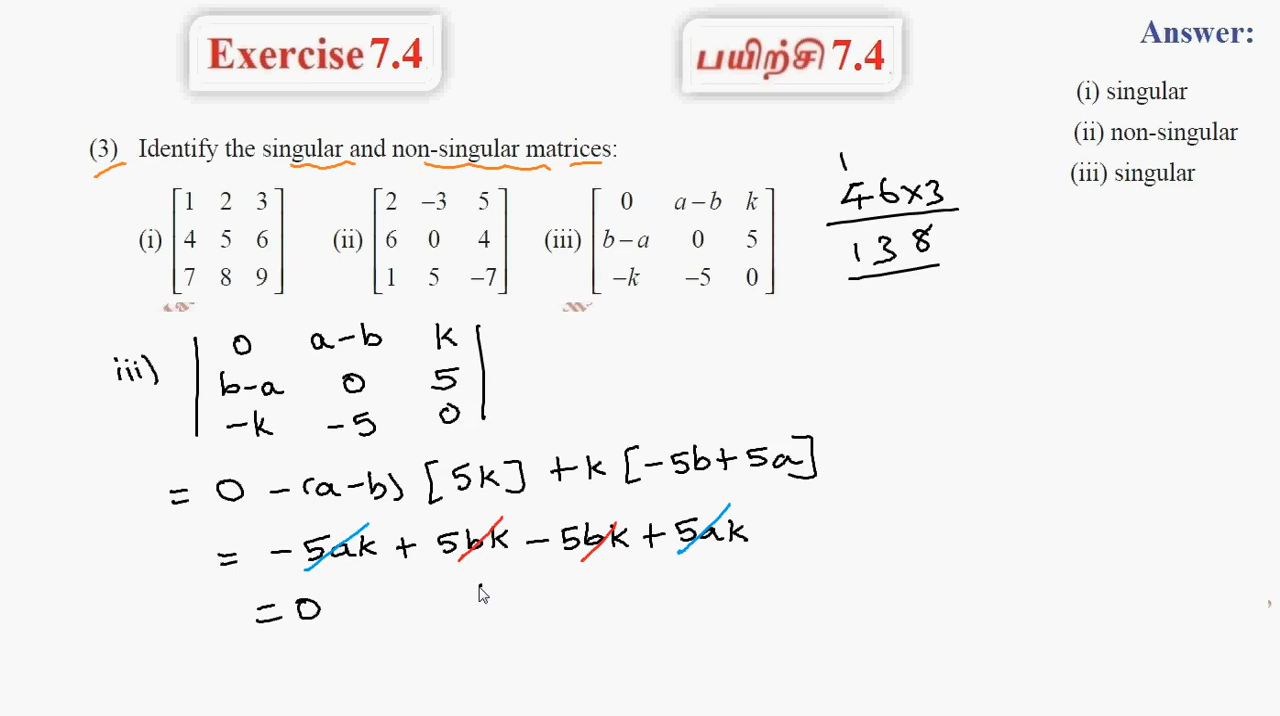 Exercise 7.4
பயிற்சி 7.4
Answer:
(i) singular
(ii) non-singular
(iii) singular
(3) Identify the singular and non-singular matrices:
(i) [1 2 3
4 5 6
7 8 9]
(ii) [2 −3 5
6 0 4
1 5 −7]
(iii) [0 a−b k
b−a 0 5
−k −5 0]
1
46×3
138
iii) | 0 a−b k |
| b−a 0 5 |
| −k −5 0 |
= 0 −(a−b) [5k] + k [−5b+5a]
= −5ak + 5bk − 5bk + 5ak
= 0